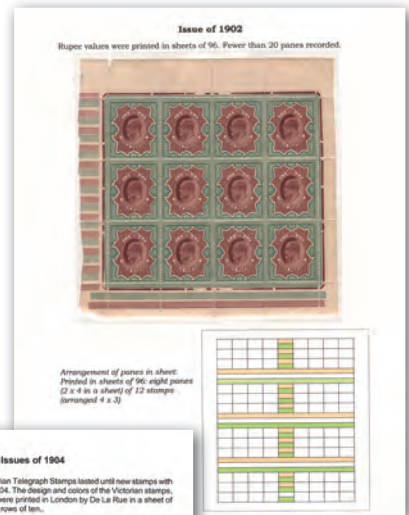 Issue of 1902
Rupee values were printed in sheets of 96. Fewer than 20 panes recorded.
Arrangement of panes in sheet:
Printed in sheets of 96: eight panes
(2 x 4 in a sheet) of 12 stamps
(arranged 4 x 3)
Issues of 1904
ian Telegraph Stamps lasted until new stamps with
04. The design and colors of the Victorian stamps,
were printed in London by De La Rue in a sheet of
rows of ten..